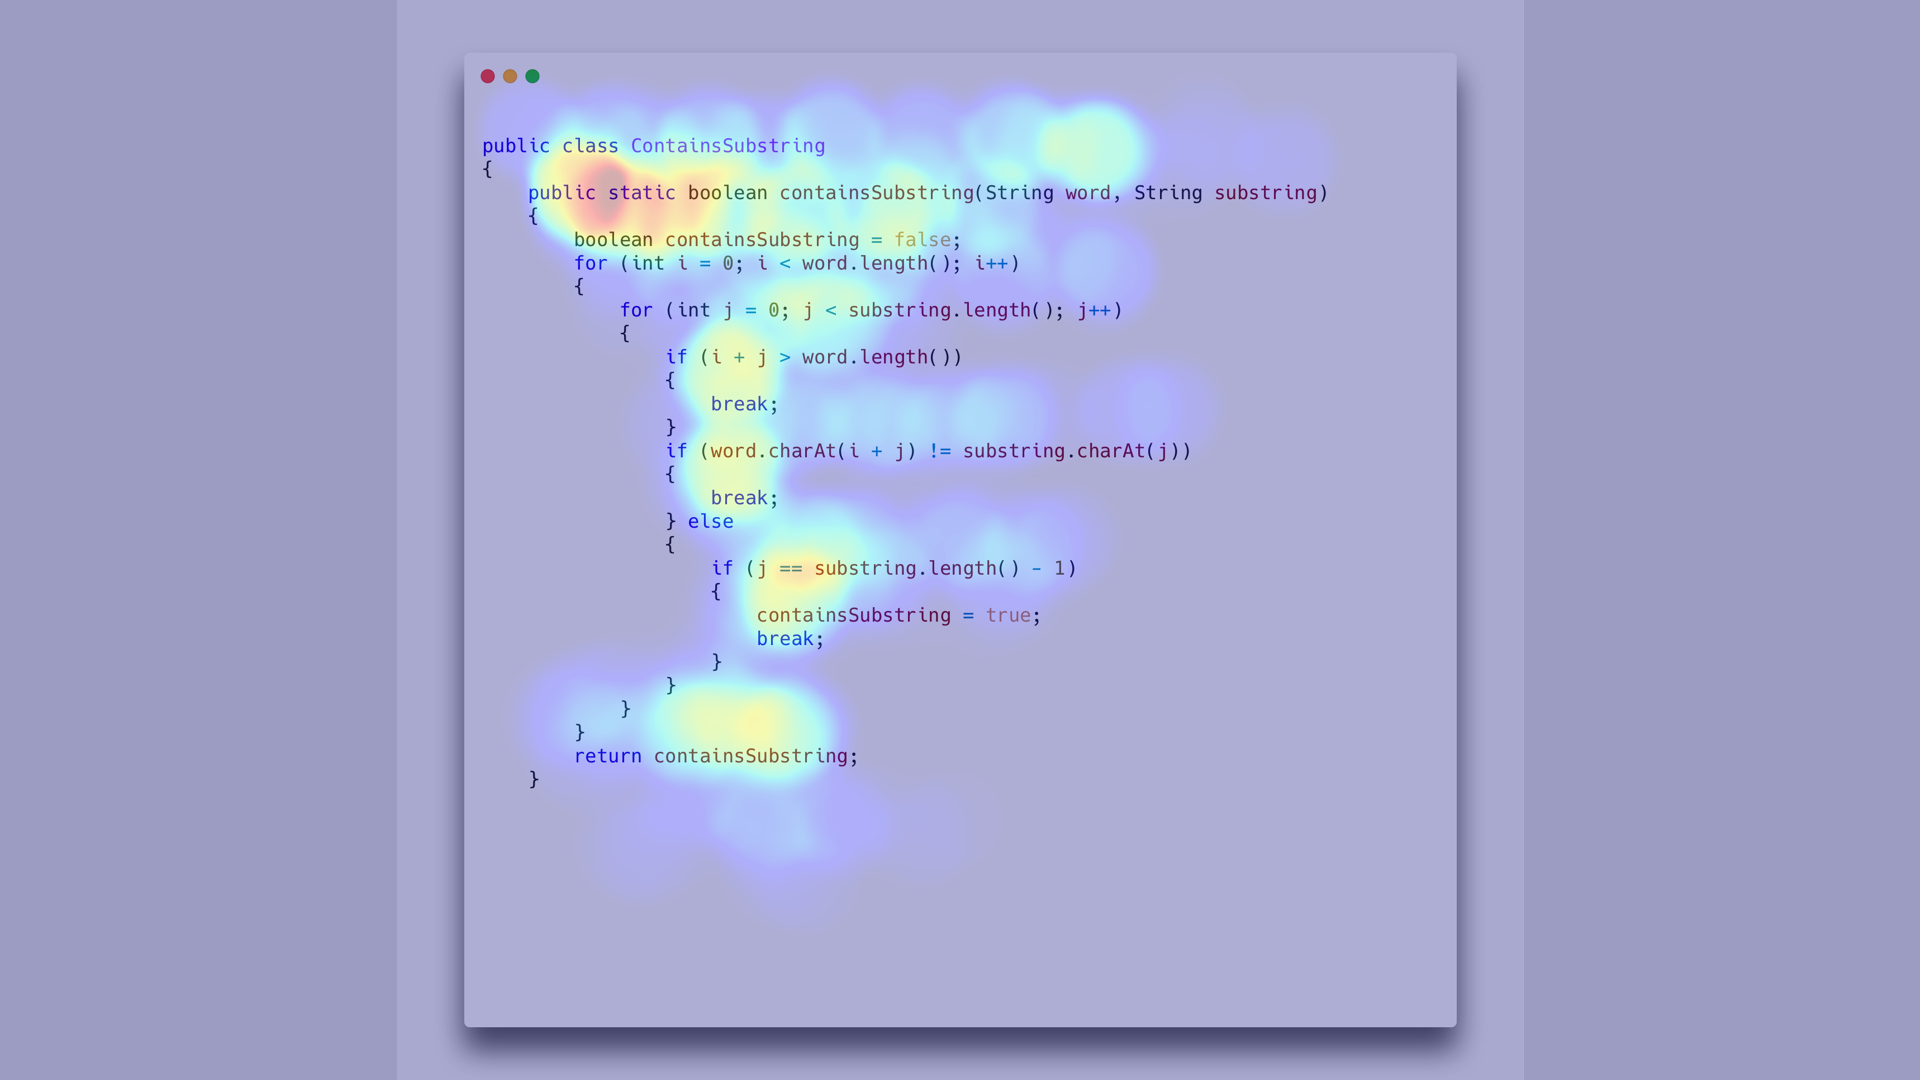 public class ContainsSubstring
{
    public static boolean containsSubstring(String word, String substring)
    {
        boolean containsSubstring = false;
        for (int i = 0; i < word.length(); i++)
        {
            for (int j = 0; j < substring.length(); j++)
            {
                if (i + j > word.length())
                {
                    break;
                }
                if (word.charAt(i + j) != substring.charAt(j))
                {
                    break;
                } else
                {
                    if (j == substring.length() - 1)
                    {
                        containsSubstring = true;
                        break;
                    }
                }
            }
        }
        return containsSubstring;
    }